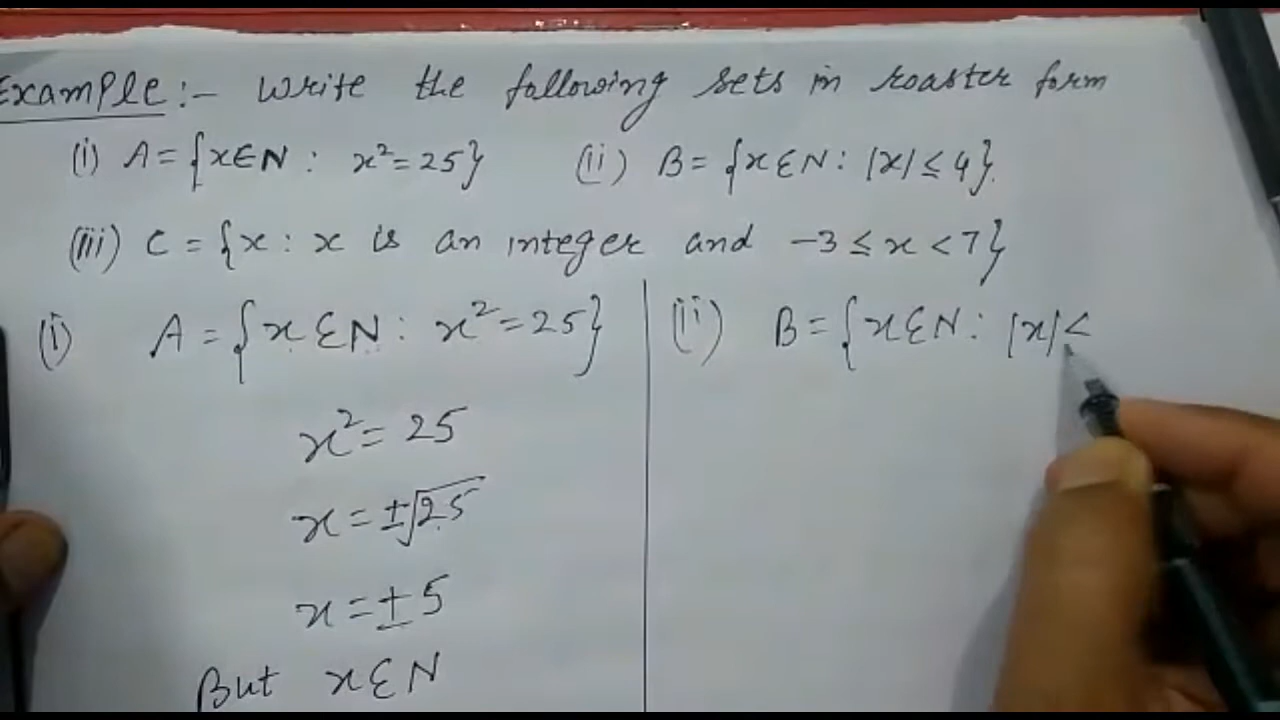 Example:- Write the following sets in roaster form
(i) A={x∈N : x²=25} (ii) B={x∈N: |x|≤4}.
(iii) C={x: x is an integer and -3≤x<7}
(i) A={x∈N: x²=25}
x²=25
x=±√25
x=±5
But x∈N
(ii) B={x∈N: |x|<